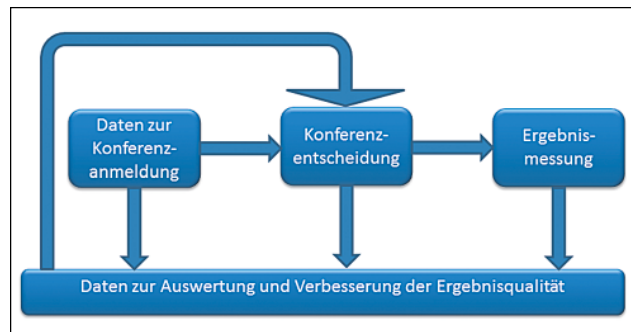 Daten zur
Konferenz-
anmeldung
Konferenz-
entscheidung
Ergebnis-
messung
Daten zur Auswertung und Verbesserung der Ergebnisqualität